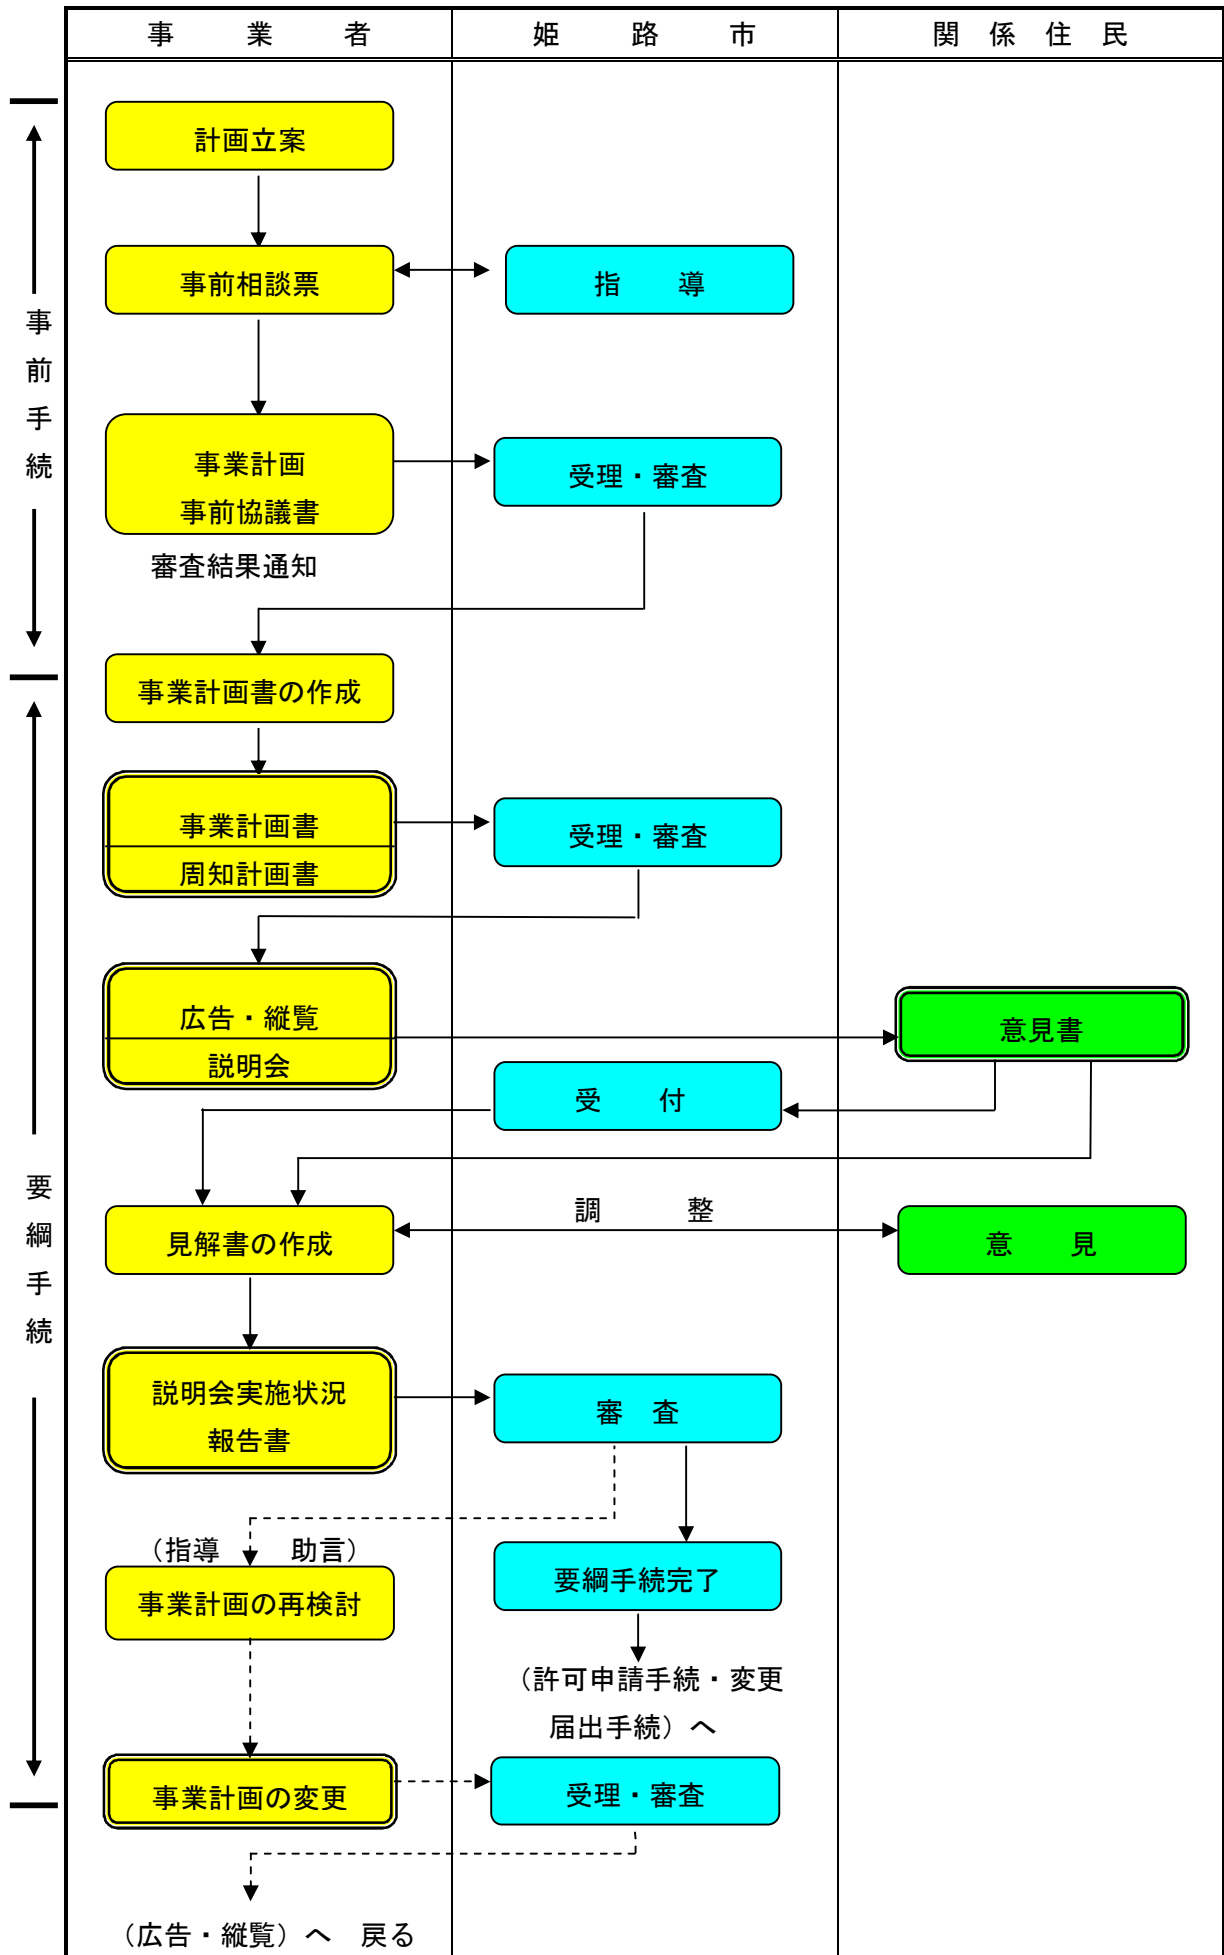 事　業　者
姫　路　市
関 係 住 民
計画立案
事前相談票
指　導
事前手続
事業計画
事前協議書
受理・審査
審査結果通知
事業計画書の作成
事業計画書
周知計画書
受理・審査
広告・縦覧
説明会
意見書
受　付
要綱手続
調　整
見解書の作成
意　見
説明会実施状況
報告書
審　査
（指導　助言）
事業計画の再検討
要綱手続完了
（許可申請手続・変更
届出手続）へ
事業計画の変更
受理・審査
（広告・縦覧）へ　戻る